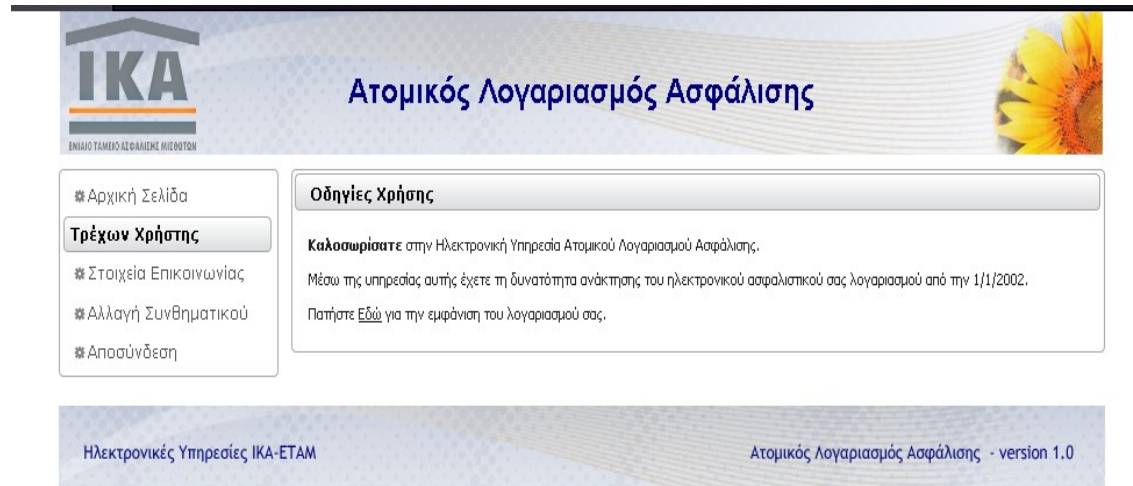 ΙΚΑ
ΕΝΙΑΙΟ ΤΑΜΕΙΟ ΑΣΦΑΛΙΣΗΣ ΜΙΣΘΩΤΩΝ
Ατομικός Λογαριασμός Ασφάλισης
Αρχική Σελίδα
Τρέχων Χρήστης
Στοιχεία Επικοινωνίας
Αλλαγή Συνθηματικού
Αποσύνδεση
Οδηγίες Χρήσης
Καλοσωρίσατε στην Ηλεκτρονική Υπηρεσία Ατομικού Λογαριασμού Ασφάλισης.
Μέσω της υπηρεσίας αυτής έχετε τη δυνατότητα ανάκτησης του ηλεκτρονικού ασφαλιστικού σας λογαριασμού από την 1/1/2002.
Πατήστε Εδώ για την εμφάνιση του λογαριασμού σας.
Ηλεκτρονικές Υπηρεσίες ΙΚΑ-ΕΤΑΜ
Ατομικός Λογαριασμός Ασφάλισης - version 1.0